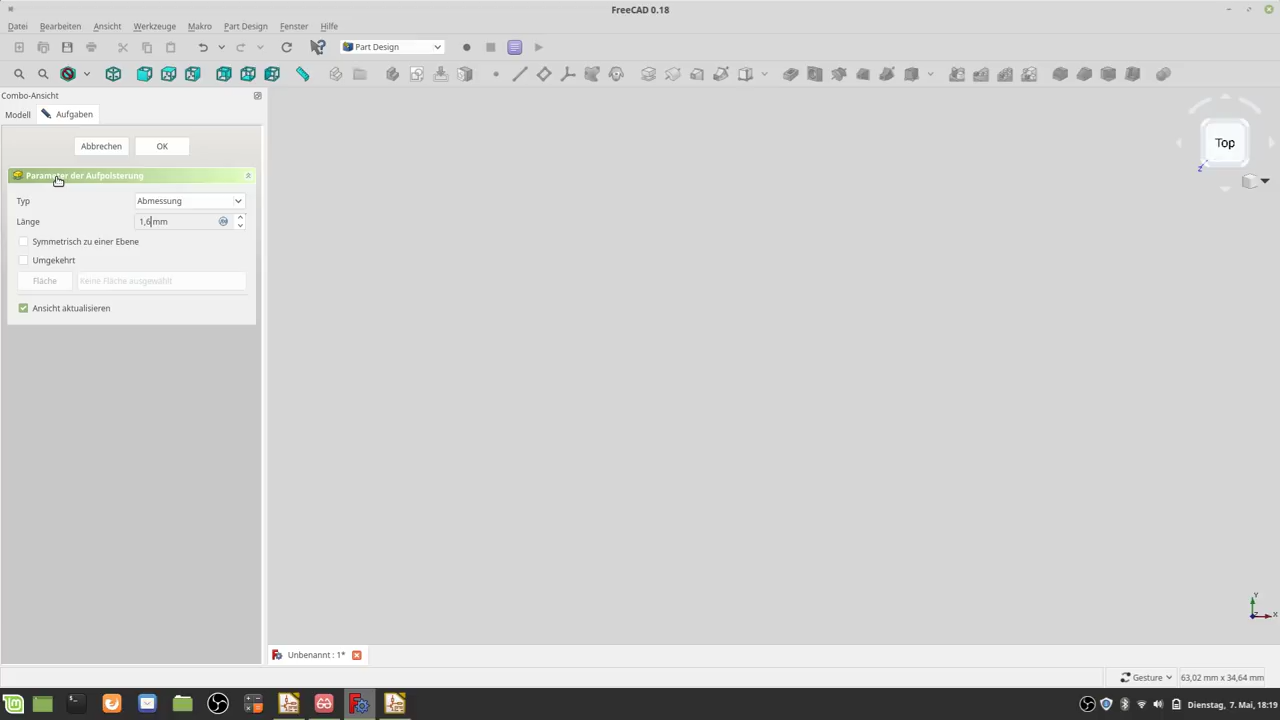 FreeCAD 0.18
Datei Bearbeiten Ansicht Werkzeuge Makro Part Design Fenster Hilfe
Part Design
Combo-Ansicht
Modell Aufgaben
Abbrechen OK
Parameter der Aufpolsterung
Typ Abmessung
Länge 1,6 mm
Symmetrisch zu einer Ebene
Umgekehrt
Fläche Keine Fläche ausgewählt
Ansicht aktualisieren
Top
Z
Y
X
Unbenannt : 1*
Gesture 63,02 mm x 34,64 mm
Dienstag, 7. Mai, 18:19